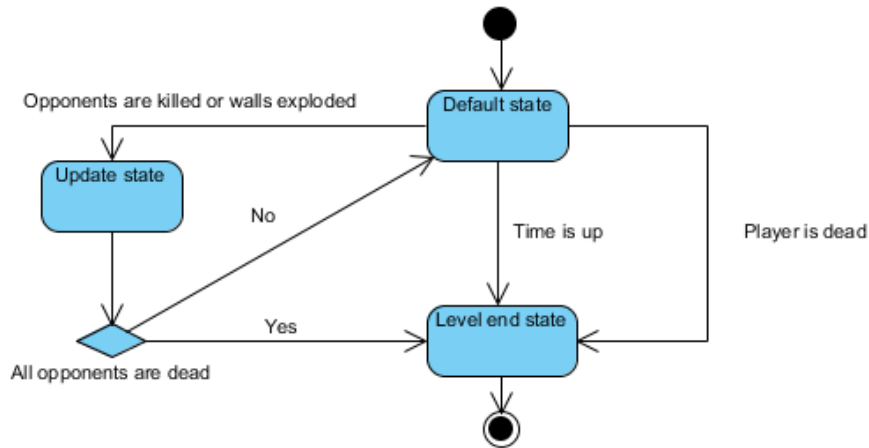 Default state
Opponents are killed or walls exploded
Update state
No
Time is up
Player is dead
Level end state
Yes
All opponents are dead